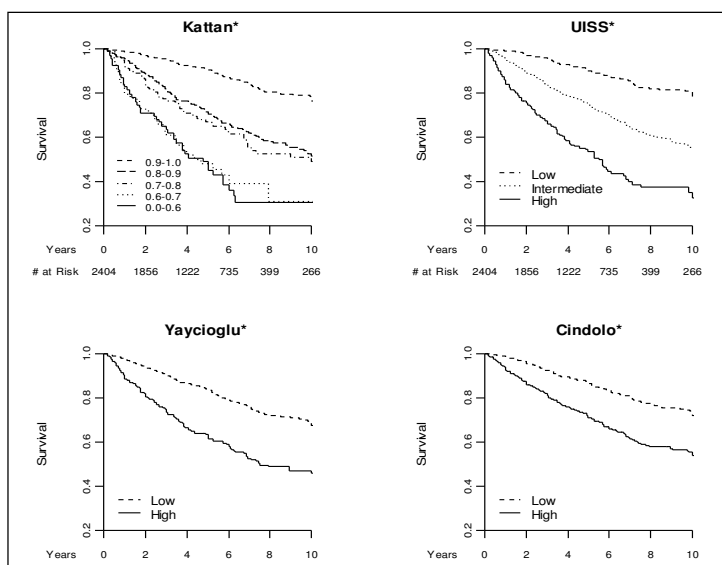 Kattan*
Survival
1.0
0.8
0.6
0.4
0.2
0.9-1.0
0.8-0.9
0.7-0.8
0.6-0.7
0.0-0.6
Years 0 2 4 6 8 10
# at Risk 2404 1856 1222 735 399 266
UISS*
Survival
1.0
0.8
0.6
0.4
0.2
Low
Intermediate
High
Years 0 2 4 6 8 10
# at Risk 2404 1856 1222 735 399 266
Yaycioglu*
Survival
1.0
0.8
0.6
0.4
0.2
Low
High
Years 0 2 4 6 8 10
Cindolo*
Survival
1.0
0.8
0.6
0.4
0.2
Low
High
Years 0 2 4 6 8 10